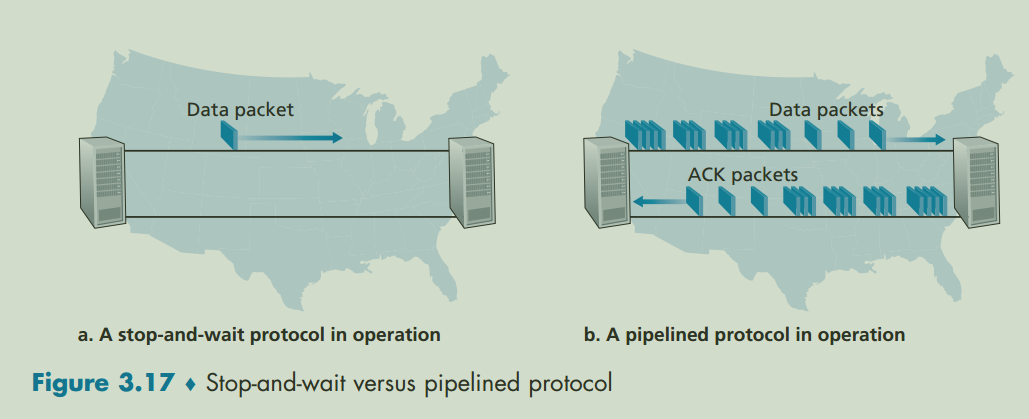 Data packet
Data packets
ACK packets
a. A stop-and-wait protocol in operation
b. A pipelined protocol in operation
Figure 3.17 ♦ Stop-and-wait versus pipelined protocol